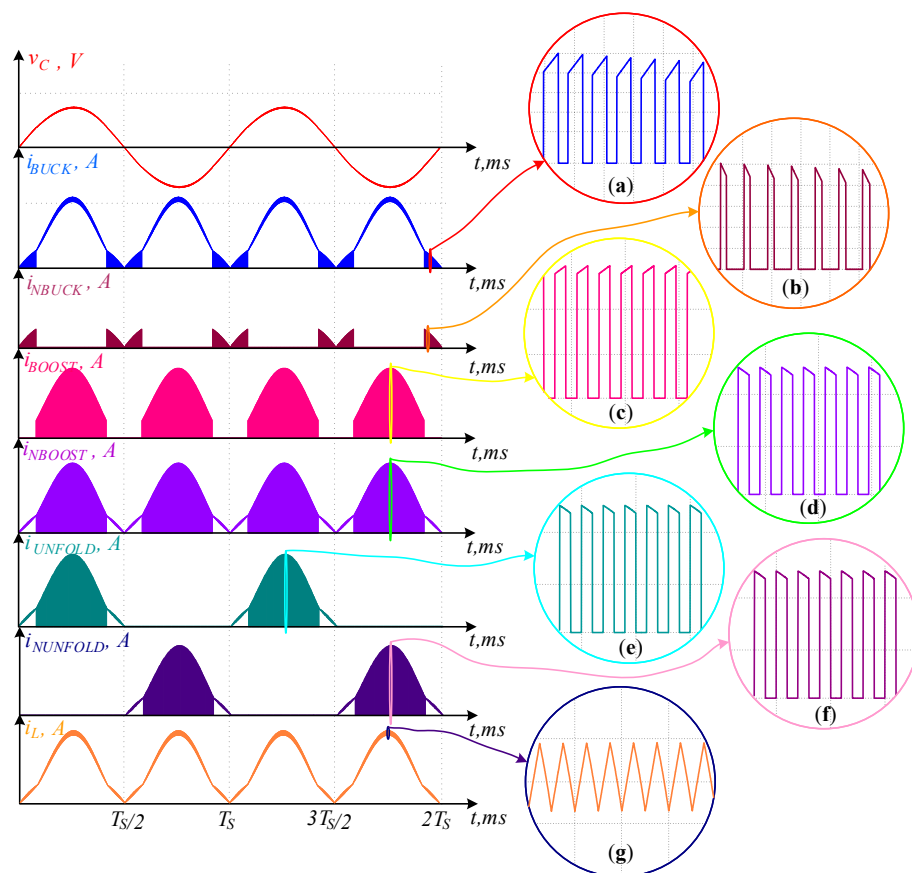 v_C , V
t,ms
i_BUCK, A
(a)
t,ms
i_NBUCK, A
(b)
t,ms
i_BOOST, A
(c)
t,ms
i_NBOOST , A
(d)
t,ms
i_UNFOLD, A
(e)
t,ms
i_NUNFOLD, A
(f)
t,ms
i_L, A
T_S/2
T_S
3T_S/2
2T_S
t,ms
(g)